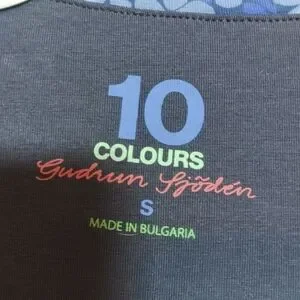 10
COLOURS
Gudrun Sjödén
S
MADE IN BULGARIA